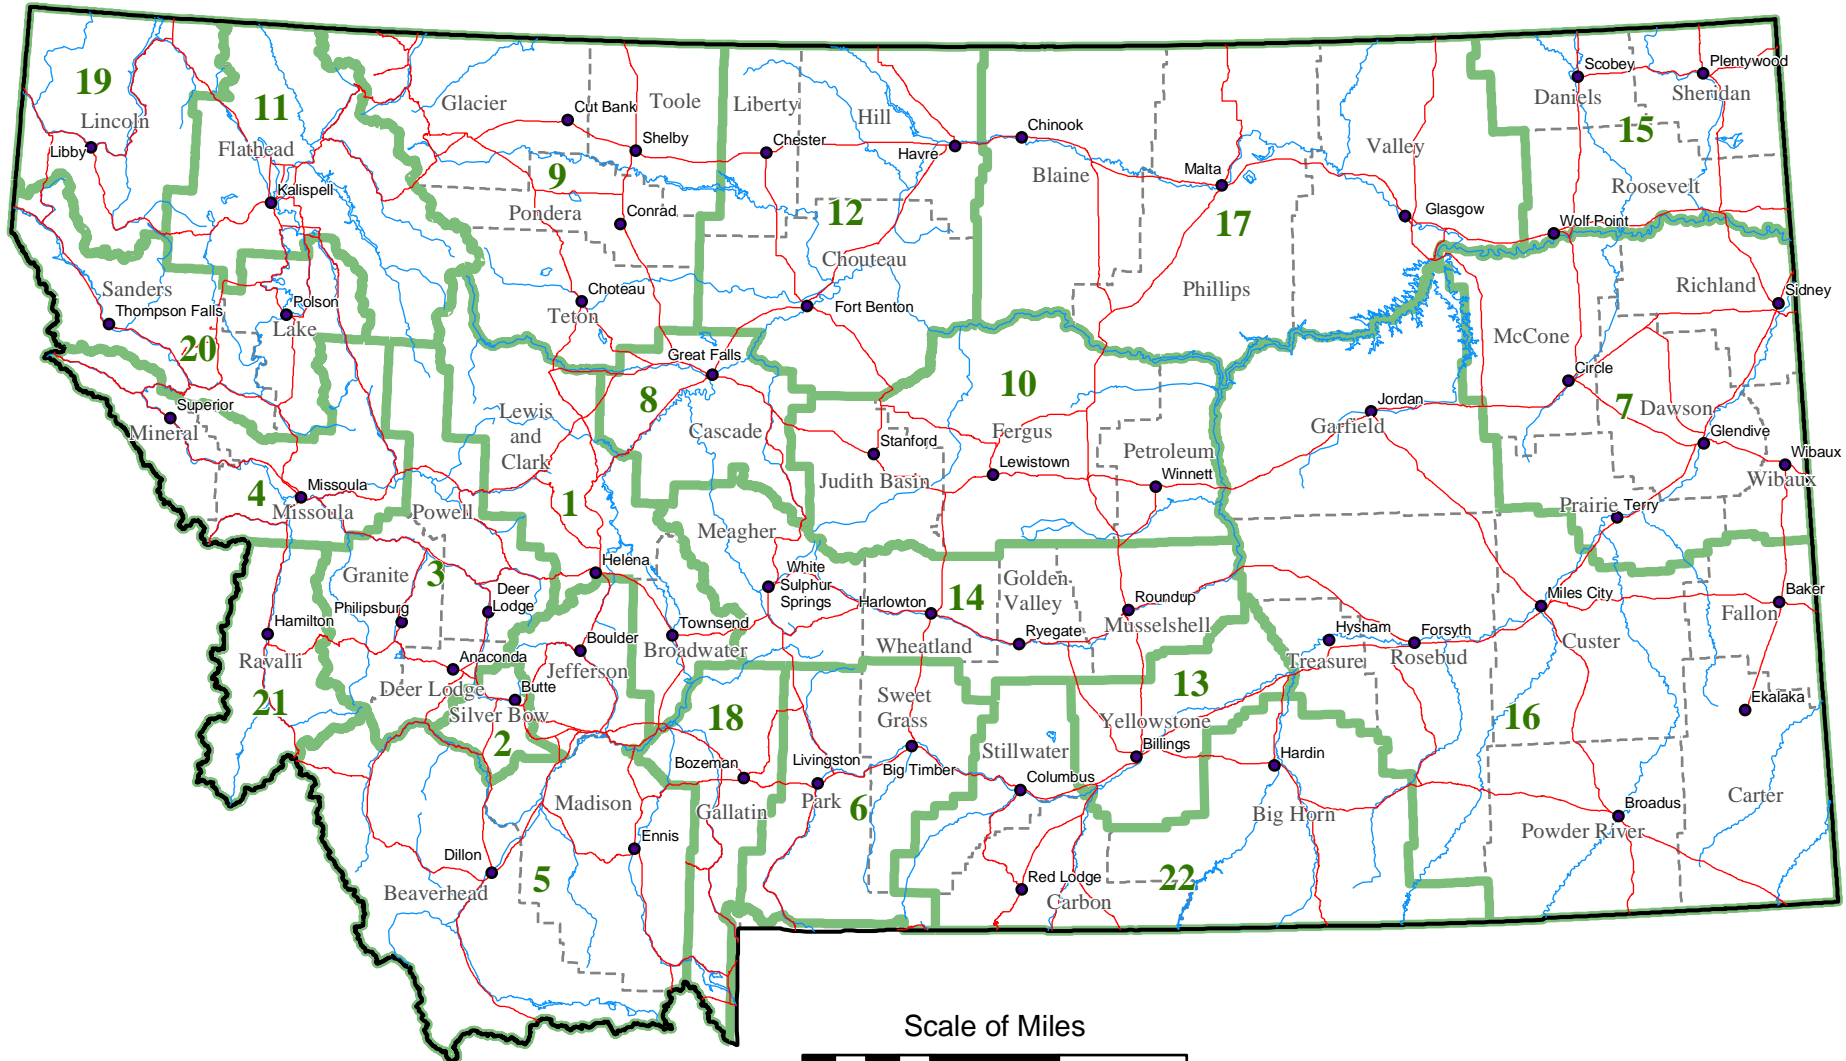 Scobey
Plentywood
19
Glacier
Toole
Liberty
Hill
Daniels
Sheridan
11
Cut Bank
Lincoln
Chinook
15
Libby
Flathead
Shelby
Chester
Havre
Valley
9
Blaine
Malta
Kalispell
Roosevelt
Pondera
Conrad
12
17
Glasgow
Wolf Point
Chouteau
Sanders
Choteau
Phillips
Richland
Sidney
Thompson Falls
Polson
Teton
Fort Benton
Lake
McCone
20
Great Falls
Circle
10
8
Jordan
7
Dawson
Superior
Lewis
and
Clark
Cascade
Garfield
Mineral
Stanford
Fergus
Glendive
Petroleum
Wibaux
Judith Basin
Lewistown
Winnett
Wibaux
4
Missoula
Missoula
Powell
1
Prairie
Terry
Meagher
Granite
3
Helena
White
Sulphur
Springs
Golden
Valley
Deer
Lodge
Harlowton
14
Roundup
Miles City
Baker
Philipsburg
Fallon
Hamilton
Townsend
Musselshell
Boulder
Ryegate
Hysham
Forsyth
Custer
Ravalli
Broadwater
Wheatland
Treasure
Rosebud
Anaconda
Jefferson
Deer Lodge
Butte
Sweet
Grass
13
21
Silver Bow
18
Yellowstone
16
Ekalaka
2
Stillwater
Billings
Bozeman
Livingston
Big Timber
Hardin
Columbus
Madison
Gallatin
Park
6
Big Horn
Broadus
Carter
Powder River
Ennis
Dillon
5
Red Lodge
22
Beaverhead
Carbon
Scale of Miles